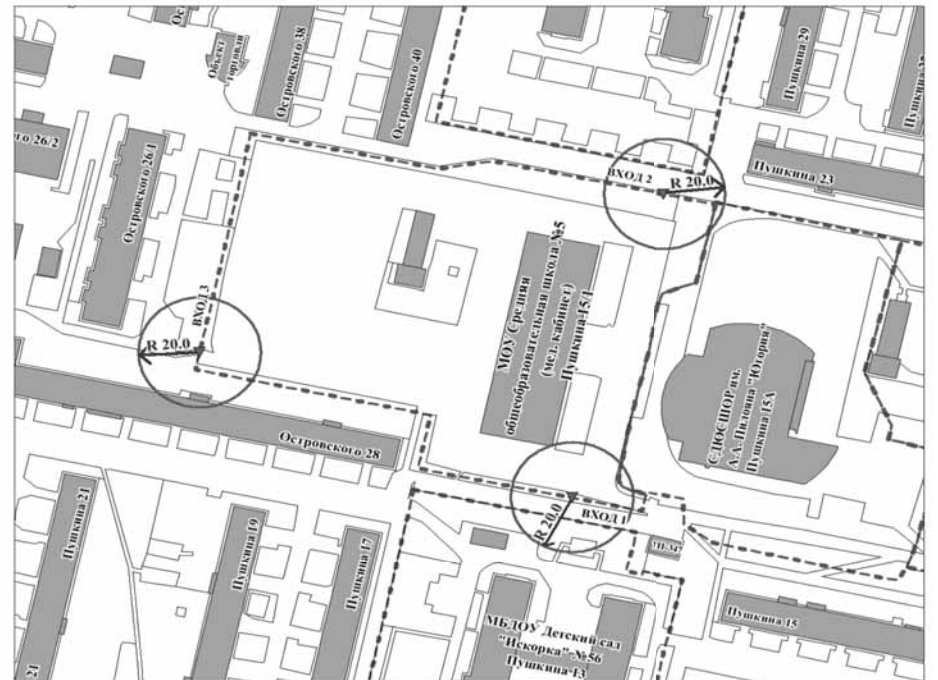 Объект
торговли
Островского 38
Островского 40
Пушкина 29
Островского 26/1
Пушкина 23
ВХОД 2
R 20.0
ВХОД 3
R 20.0
МОУ Средняя
общеобразовательная школа №5
(мед. кабинет)
Пушкина 15/1
СДЮСШОР им.
А.А. Пиловна "Югория"
Пушкина 15А
Островского 28
ВХОД 1
R 20.0
Пушкина 21
Пушкина 19
Пушкина 17
МБДОУ Детский сад
"Искорка" №56
Пушкина 13
Пушкина 15
21